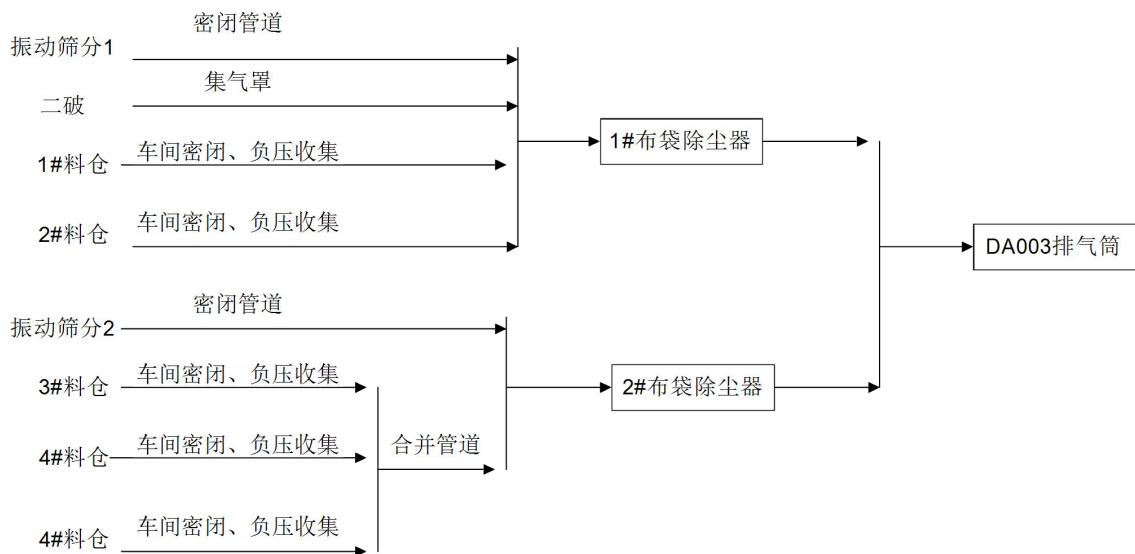 密闭管道
振动筛分1
集气罩
二破
1#料仓
车间密闭、负压收集
1#布袋除尘器
2#料仓
车间密闭、负压收集
DA003排气筒
密闭管道
振动筛分2
3#料仓
车间密闭、负压收集
2#布袋除尘器
4#料仓
车间密闭、负压收集
合并管道
4#料仓
车间密闭、负压收集